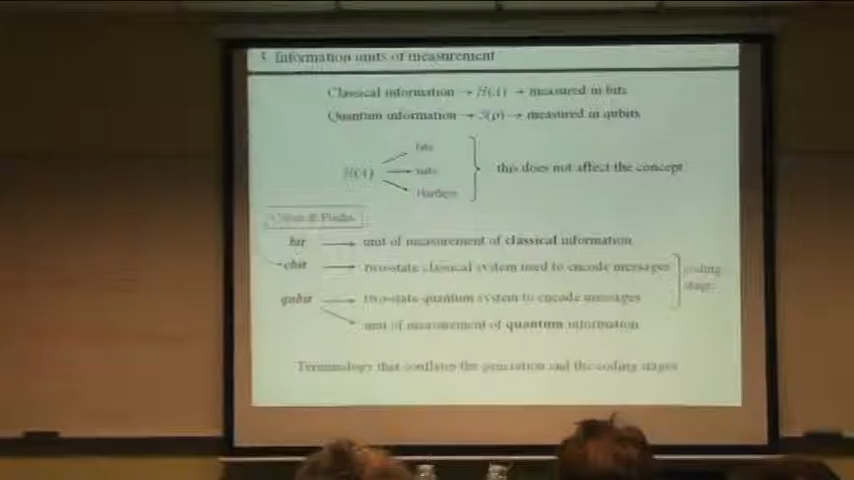 Information units of measurement
Classical information → H(A) → measured in bits
Quantum information → S(ρ) → measured in qubits
bits
H(A) nats this does not affect the concept
Hartleys
bit → unit of measurement of classical information
cbit → two-state classical system used to encode messages coding
stage
qubit → two-state quantum system to encode messages
unit of measurement of quantum information
Terminology that conflates the generation and the coding stages